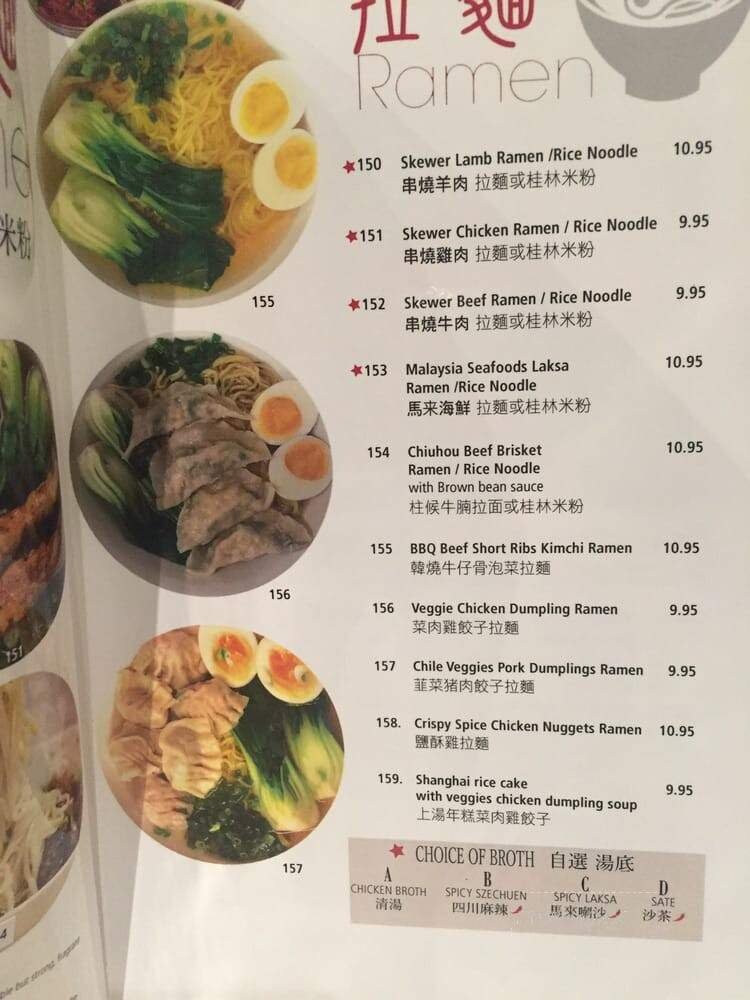 拉麵
Ramen
★150 Skewer Lamb Ramen /Rice Noodle 10.95
串燒羊肉 拉麵或桂林米粉
★151 Skewer Chicken Ramen / Rice Noodle 9.95
串燒雞肉 拉麵或桂林米粉
★152 Skewer Beef Ramen / Rice Noodle 9.95
串燒牛肉 拉麵或桂林米粉
★153 Malaysia Seafoods Laksa 10.95
Ramen /Rice Noodle
馬来海鮮 拉麵或桂林米粉
154 Chiuhou Beef Brisket 10.95
Ramen / Rice Noodle
with Brown bean sauce
柱候牛腩拉面或桂林米粉
155 BBQ Beef Short Ribs Kimchi Ramen 10.95
韓燒牛仔骨泡菜拉麵
156 Veggie Chicken Dumpling Ramen 9.95
菜肉雞餃子拉麵
157 Chile Veggies Pork Dumplings Ramen 9.95
韮菜猪肉餃子拉麵
158. Crispy Spice Chicken Nuggets Ramen 10.95
鹽酥雞拉麵
159. Shanghai rice cake 9.95
with veggies chicken dumpling soup
上湯年糕菜肉雞餃子
★ CHOICE OF BROTH 自選 湯底
A B C D
CHICKEN BROTH SPICY SZECHUEN SPICY LAKSA SATE
清湯 四川麻辣 馬來喇沙 沙茶
155
156
157
米粉
151
4
ble but strong, fragrant